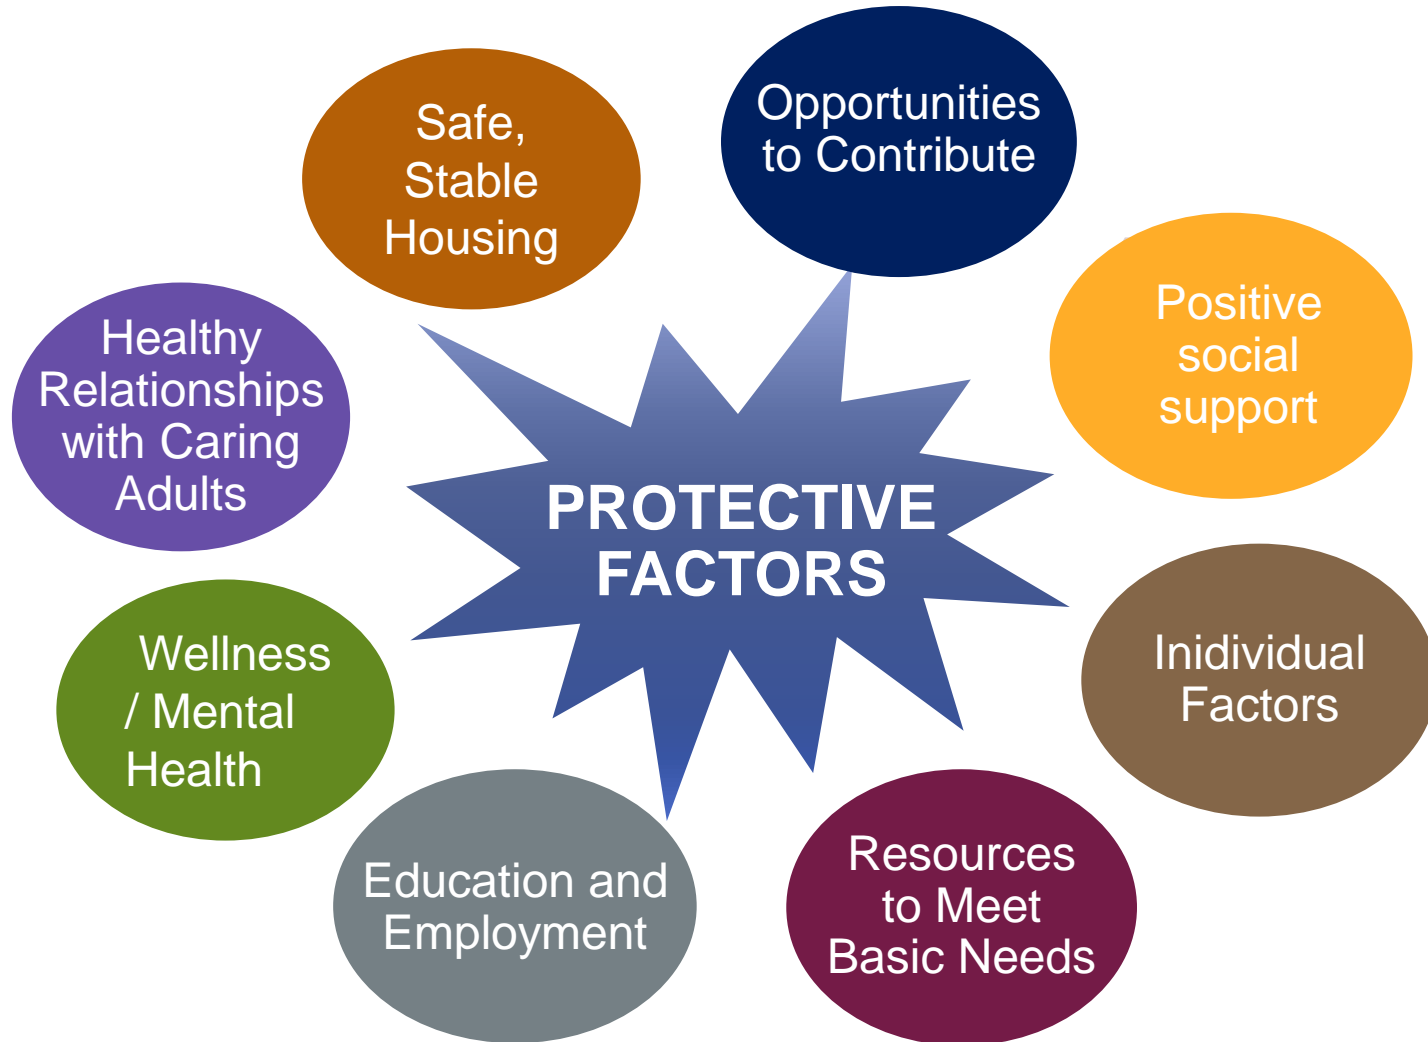 Safe,
Stable
Housing
Opportunities
to Contribute
Positive
social
support
Healthy
Relationships
with Caring
Adults
PROTECTIVE
FACTORS
Wellness
/ Mental
Health
Inidividual
Factors
Education and
Employment
Resources
to Meet
Basic Needs